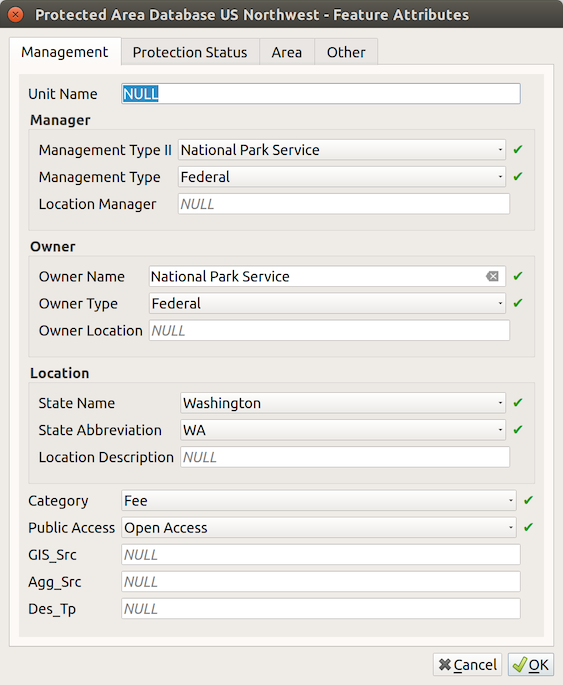 Protected Area Database US Northwest - Feature Attributes
Management Protection Status Area Other
Unit Name NULL
Manager
Management Type II National Park Service
Management Type Federal
Location Manager NULL
Owner
Owner Name National Park Service
Owner Type Federal
Owner Location NULL
Location
State Name Washington
State Abbreviation WA
Location Description NULL
Category Fee
Public Access Open Access
GIS_Src NULL
Agg_Src NULL
Des_Tp NULL
Cancel OK